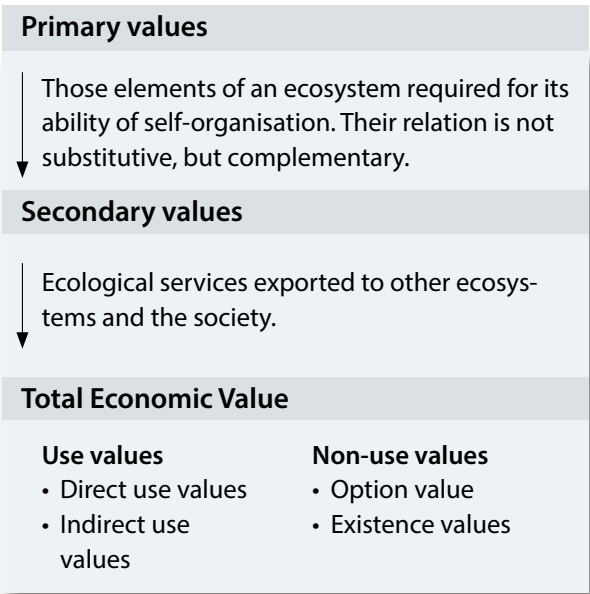 Primary values
Those elements of an ecosystem required for its
ability of self-organisation. Their relation is not
substitutive, but complementary.
Secondary values
Ecological services exported to other ecosys-
tems and the society.
Total Economic Value
Use values
• Direct use values
• Indirect use
values
Non-use values
• Option value
• Existence values